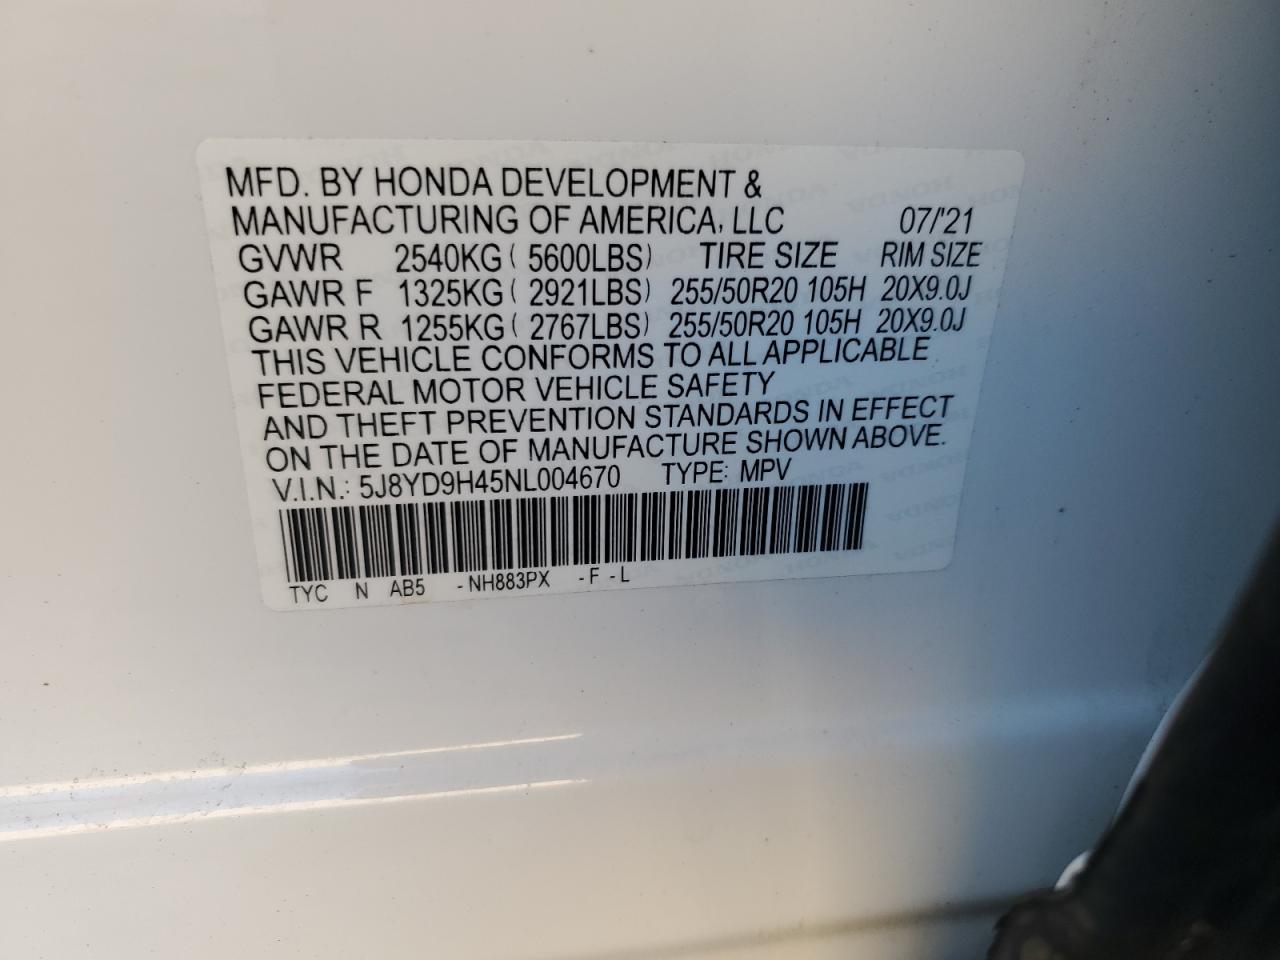 MFD. BY HONDA DEVELOPMENT &
MANUFACTURING OF AMERICA, LLC 07/'21
GVWR 2540KG ( 5600LBS) TIRE SIZE RIM SIZE
GAWR F 1325KG ( 2921LBS) 255/50R20 105H 20X9.0J
GAWR R 1255KG ( 2767LBS) 255/50R20 105H 20X9.0J
THIS VEHICLE CONFORMS TO ALL APPLICABLE
FEDERAL MOTOR VEHICLE SAFETY
AND THEFT PREVENTION STANDARDS IN EFFECT
ON THE DATE OF MANUFACTURE SHOWN ABOVE.
V.I.N.: 5J8YD9H45NL004670 TYPE: MPV
TYC N AB5 -NH883PX -F -L